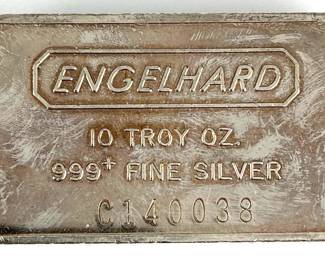 ENGELHARD
10 TROY OZ.
999+ FINE SILVER
C140038